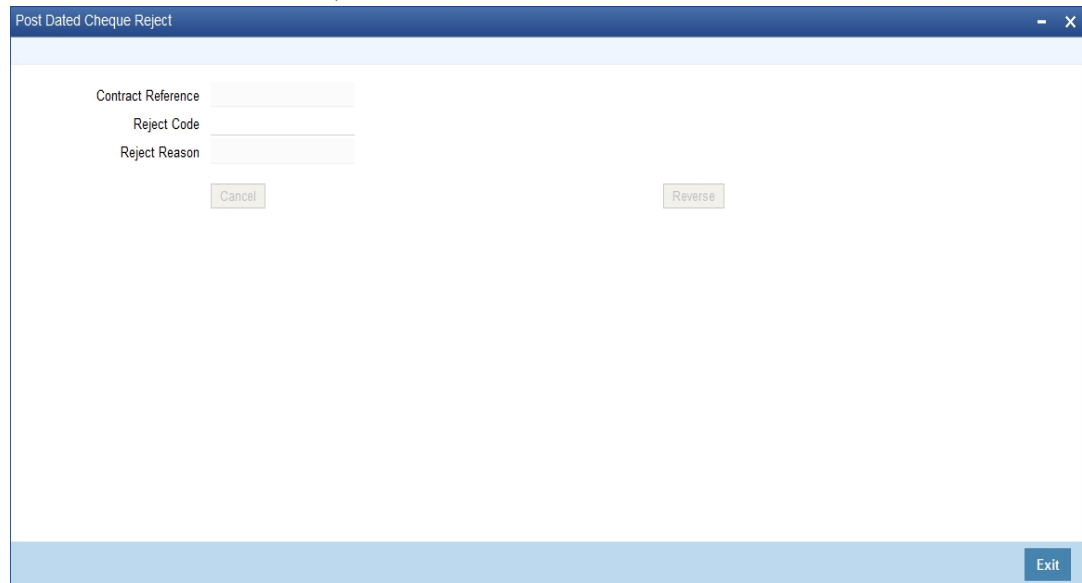 Post Dated Cheque Reject
Contract Reference
Reject Code
Reject Reason
Cancel Reverse
Exit